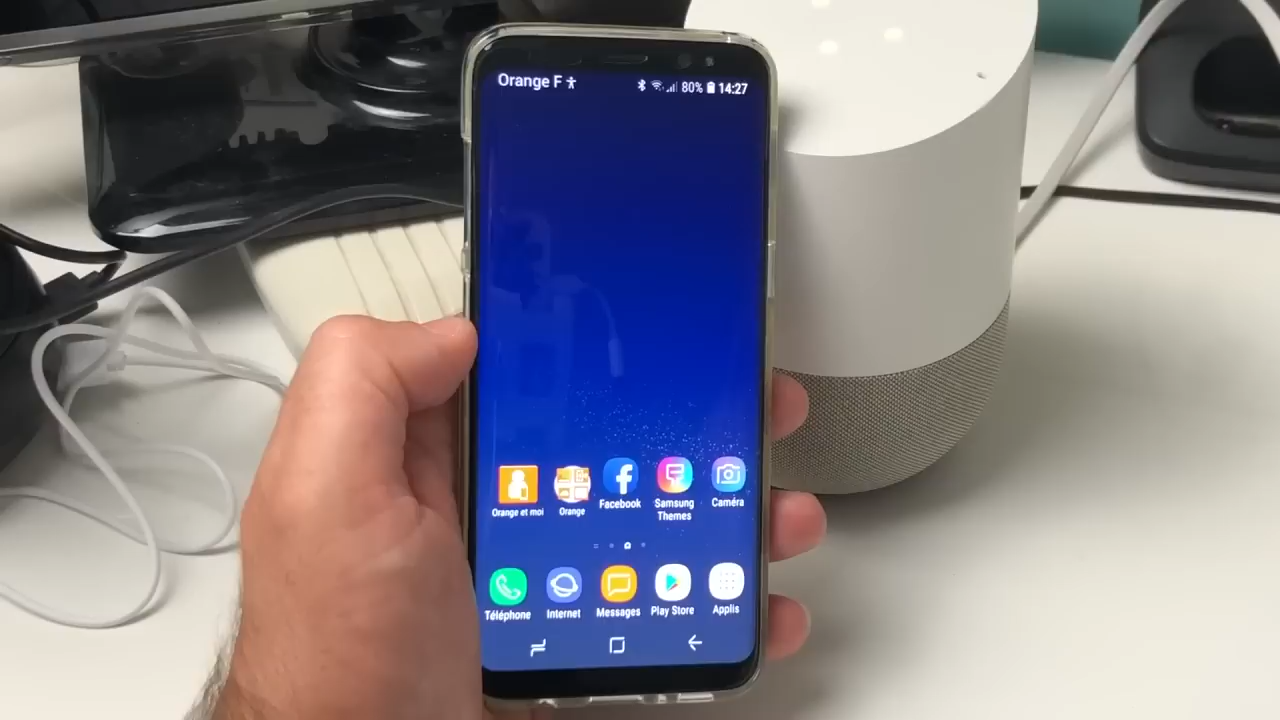 Orange F
80% 14:27
Orange et moi
Orange
Facebook
Samsung
Themes
Caméra
Téléphone
Internet
Messages
Play Store
Applis